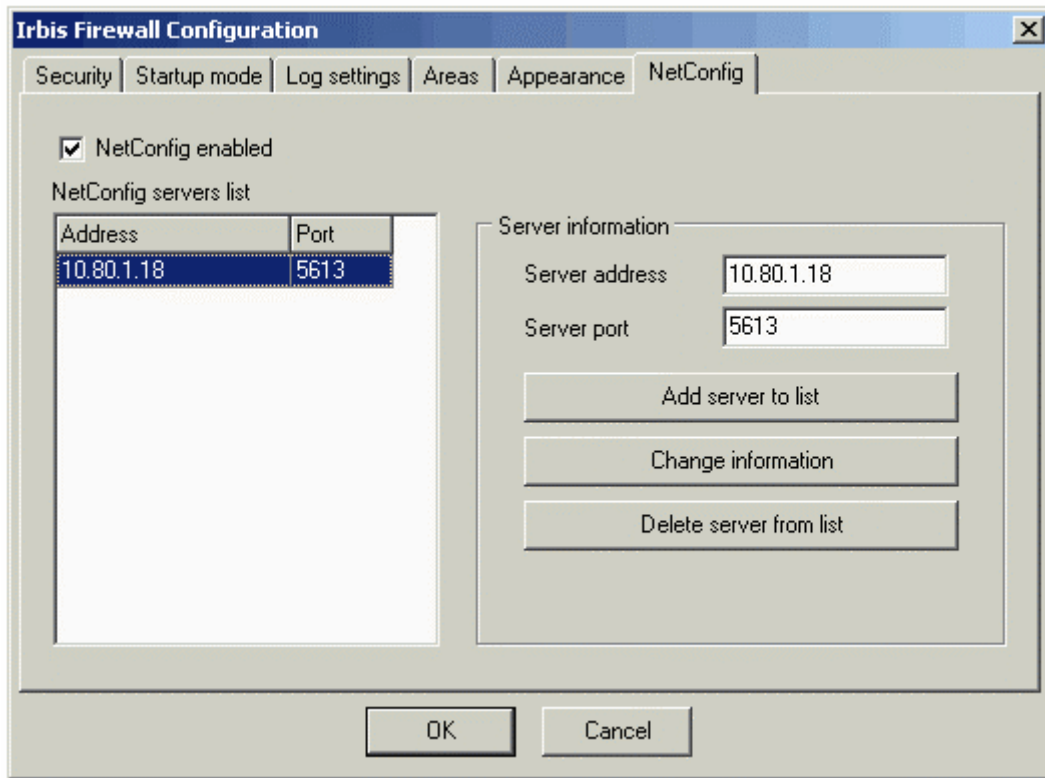 Irbis Firewall Configuration
Security Startup mode Log settings Areas Appearance NetConfig
NetConfig enabled
NetConfig servers list
Address Port
10.80.1.18 5613
Server information
Server address 10.80.1.18
Server port 5613
Add server to list
Change information
Delete server from list
OK Cancel